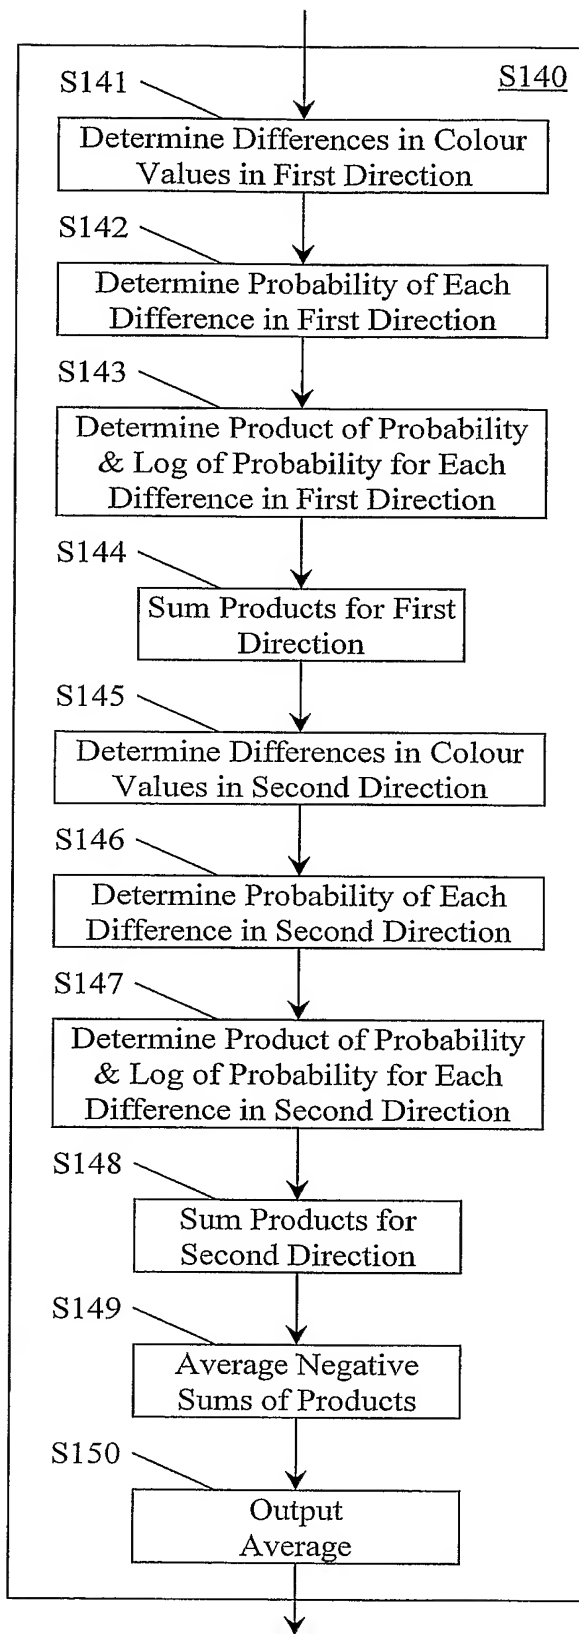 S140
S141
Determine Differences in Colour
Values in First Direction
S142
Determine Probability of Each
Difference in First Direction
S143
Determine Product of Probability
& Log of Probability for Each
Difference in First Direction
S144
Sum Products for First
Direction
S145
Determine Differences in Colour
Values in Second Direction
S146
Determine Probability of Each
Difference in Second Direction
S147
Determine Product of Probability
& Log of Probability for Each
Difference in Second Direction
S148
Sum Products for
Second Direction
S149
Average Negative
Sums of Products
S150
Output
Average